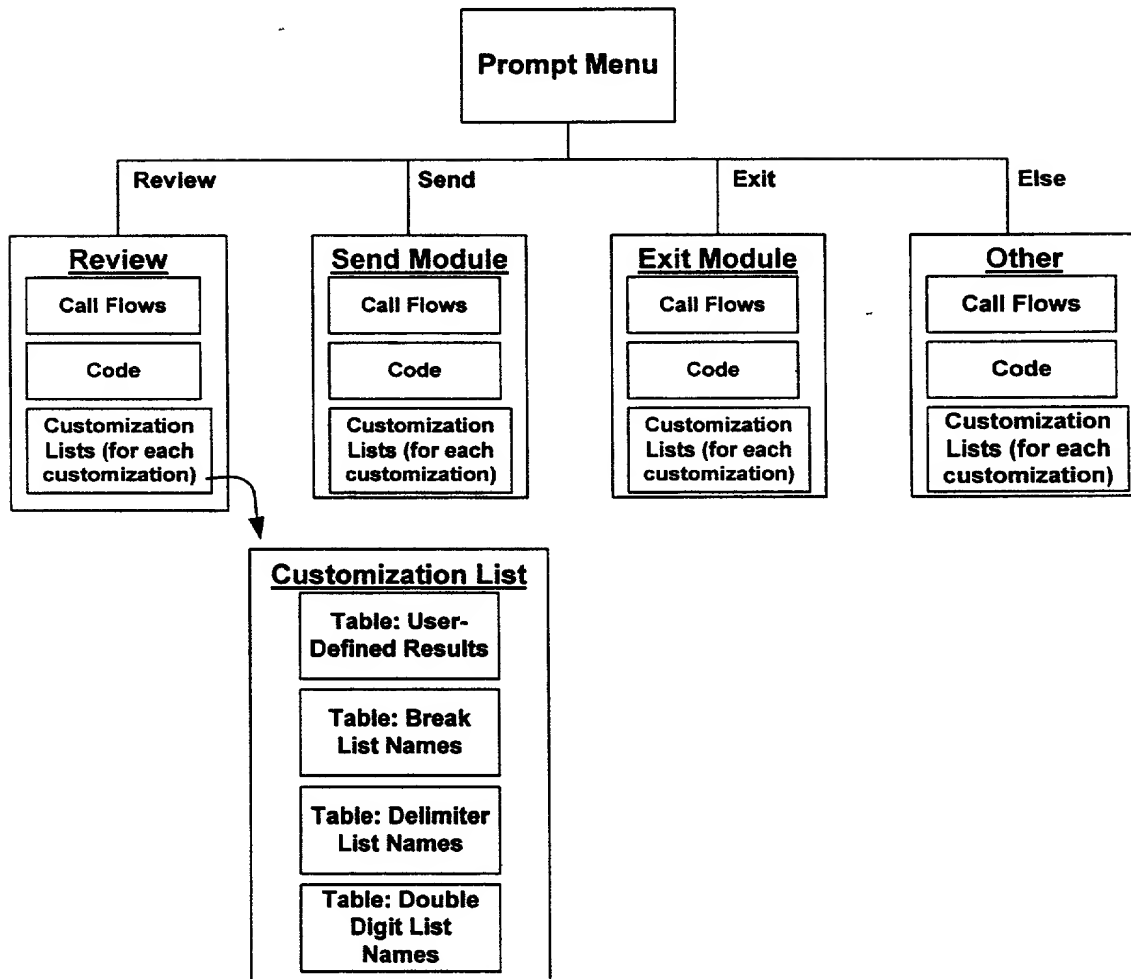 Prompt Menu
Review
Send
Exit
Else
Review
Call Flows
Code
Customization
Lists (for each
customization)
Send Module
Call Flows
Code
Customization
Lists (for each
customization)
Exit Module
Call Flows
Code
Customization
Lists (for each
customization)
Other
Call Flows
Code
Customization
Lists (for each
customization)
Customization List
Table: User-
Defined Results
Table: Break
List Names
Table: Delimiter
List Names
Table: Double
Digit List
Names